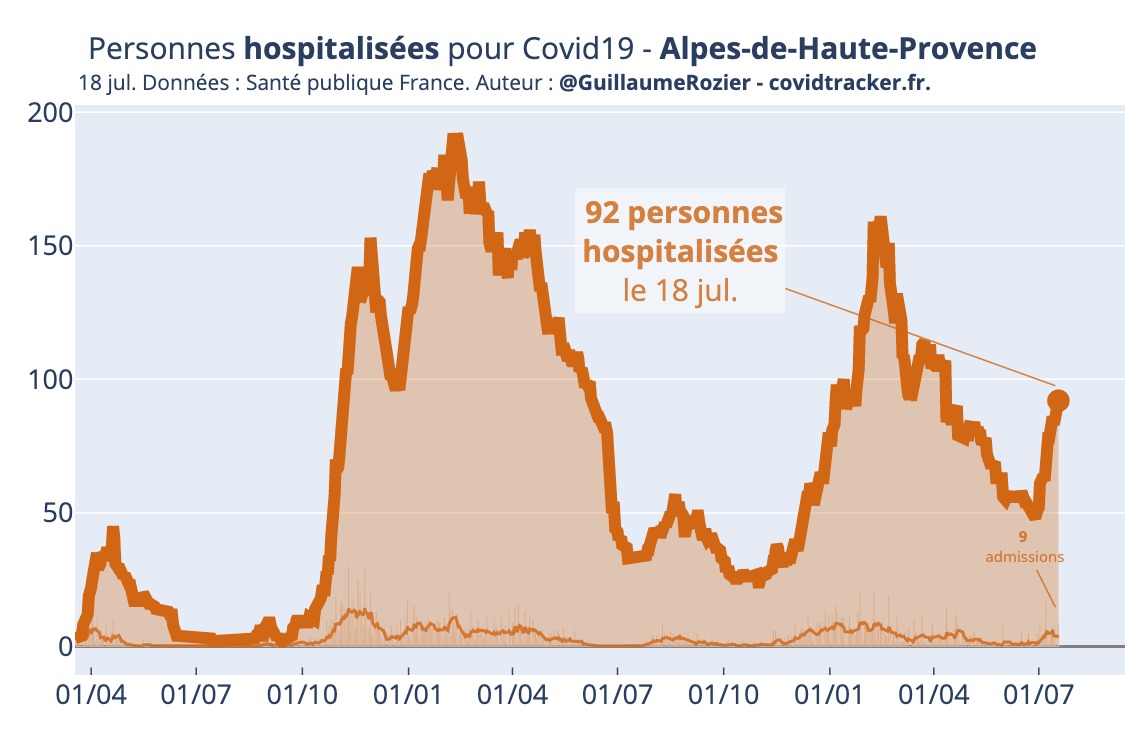 Personnes hospitalisées pour Covid19 - Alpes-de-Haute-Provence
18 jul. Données : Santé publique France. Auteur : @GuillaumeRozier - covidtracker.fr.
200
92 personnes
hospitalisées
le 18 jul.
150
100
50
9
admissions
0
01/04 01/07 01/10 01/01 01/04 01/07 01/10 01/01 01/04 01/07